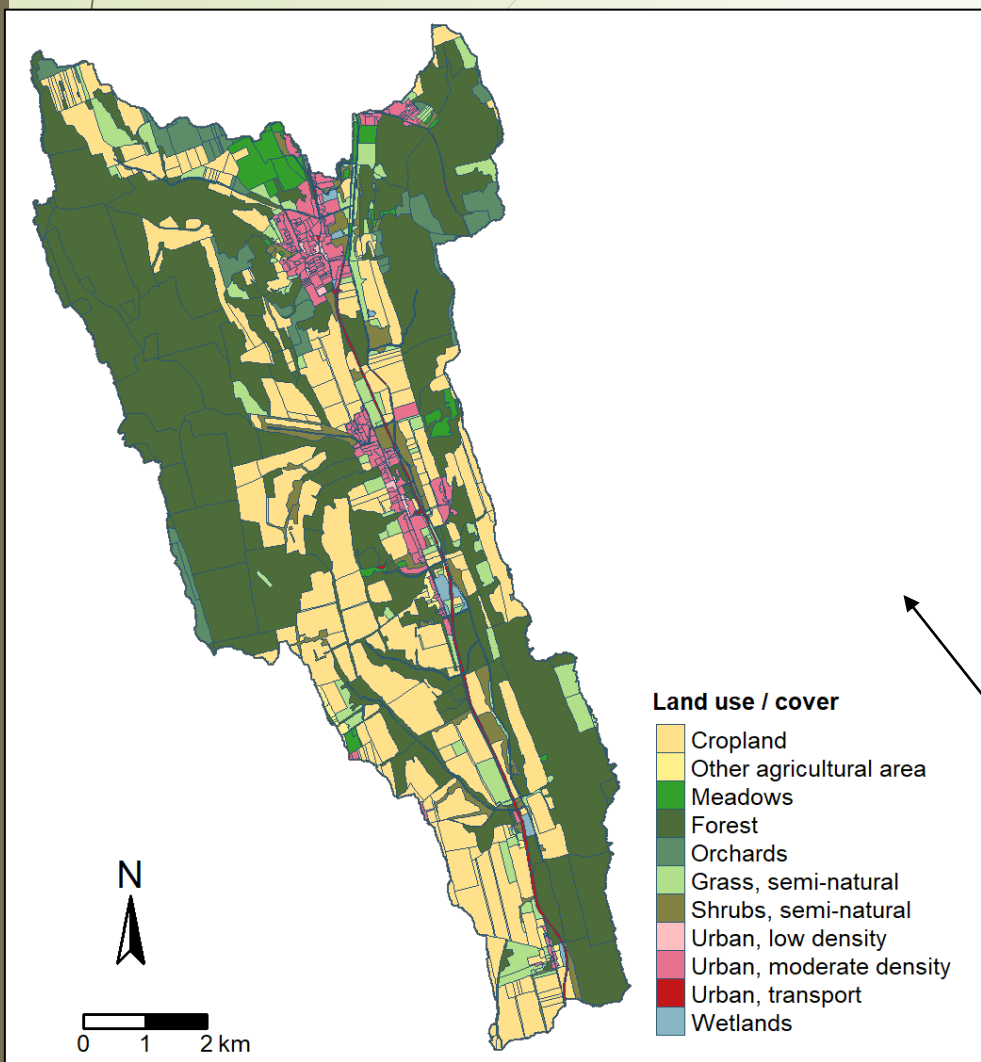 Land use / cover
Cropland
Other agricultural area
Meadows
Forest
Orchards
Grass, semi-natural
Shrubs, semi-natural
Urban, low density
Urban, moderate density
Urban, transport
Wetlands
N
0 1 2 km